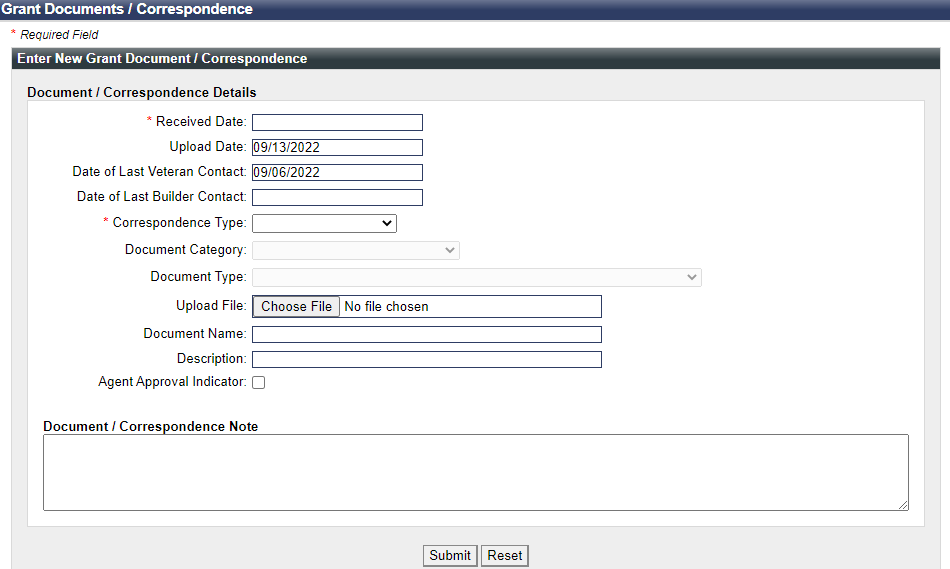 Grant Documents / Correspondence
* Required Field
Enter New Grant Document / Correspondence
Document / Correspondence Details
* Received Date:
Upload Date: 09/13/2022
Date of Last Veteran Contact: 09/06/2022
Date of Last Builder Contact:
* Correspondence Type:
Document Category:
Document Type:
Upload File: Choose File No file chosen
Document Name:
Description:
Agent Approval Indicator:
Document / Correspondence Note
Submit Reset